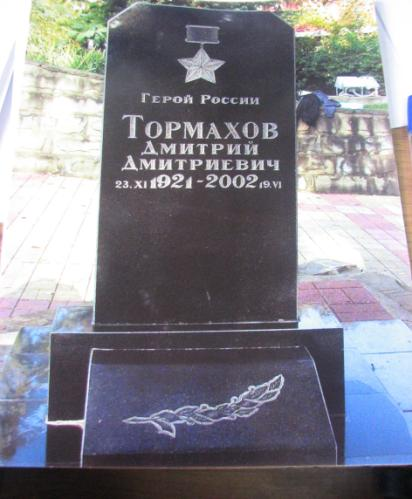 Герой России
Тормахов
Дмитрий
Дмитриевич
23.XI 1921-2002 19.VI